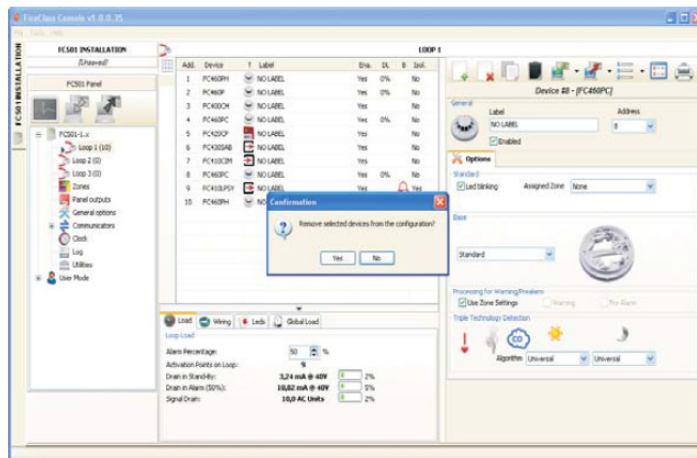 FireClass Console v1.0.0.35
File Tools Help
FC501 INSTALLATION
FC501 INSTALLATION
(Unsaved)
FC501 Panel
FC501-1.x
Loop 1 (10)
Loop 2 (0)
Loop 3 (0)
Zones
Panel outputs
General options
Communicators
Clock
Log
Utilities
User Mode
LOOP 1
Add. Device T Label Ena. DL B Isol.
1 FC460PH NO LABEL Yes 0% No
2 FC460P NO LABEL Yes 0% No
3 FC400CH NO LABEL Yes No
4 FC460PC NO LABEL Yes 0% No
5 FC420CP NO LABEL Yes No
6 FC430SAB NO LABEL Yes No
7 FC410CIM NO LABEL Yes No
8 FC460PC NO LABEL Yes 0% No
9 FC410LPSY NO LABEL Yes Yes
10 FC460PH NO LABEL
Confirmation
Remove selected devices from the configuration?
Yes No
Load Wiring Leds Global Load
Loop Load
Alarm Percentage: 50 %
Activation Points on Loop: 9
Drain in Stand-By: 3,24 mA @ 40V 2%
Drain in Alarm (50%): 10,82 mA @ 40V 5%
Signal Drain: 10,0 AC Units 2%
Device #8 - [FC460PC]
General
Label Address
NO LABEL 8
Enabled
Options
Standard
Led blinking Assigned Zone None
Base
Standard
Processing for Warning/Prealarm
Use Zone Settings Warning Pre Alarm
Triple Technology Detection
CO
Algorithm Universal Universal